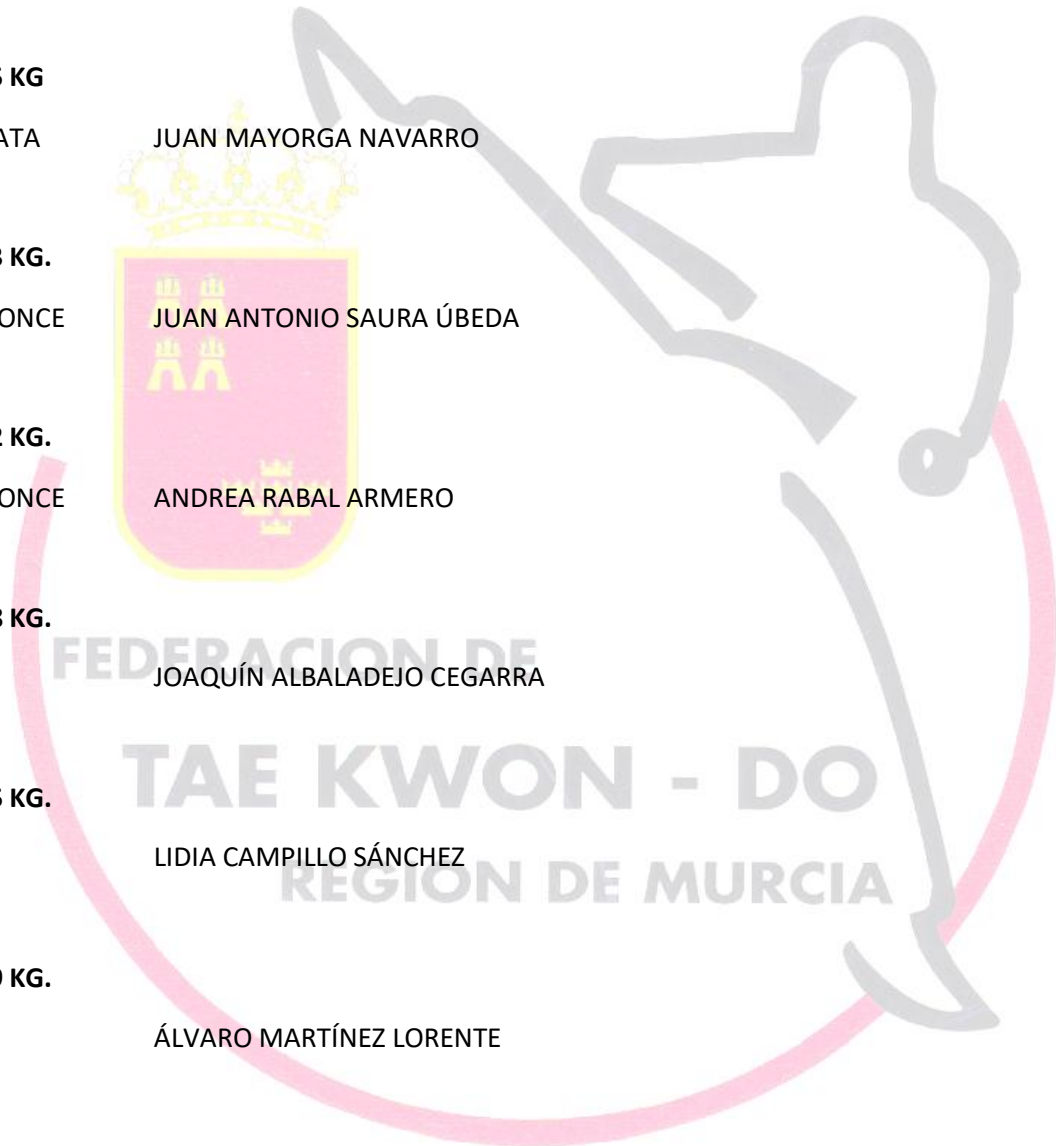 KG
ATA JUAN MAYORGA NAVARRO
KG.
ONCE JUAN ANTONIO SAURA ÚBEDA
KG.
ONCE ANDREA RABAL ARMERO
KG.
FEDERACION DE
JOAQUÍN ALBALADEJO CEGARRA
TAE KWON - DO
KG.
LIDIA CAMPILLO SÁNCHEZ
REGION DE MURCIA
KG.
ÁLVARO MARTÍNEZ LORENTE